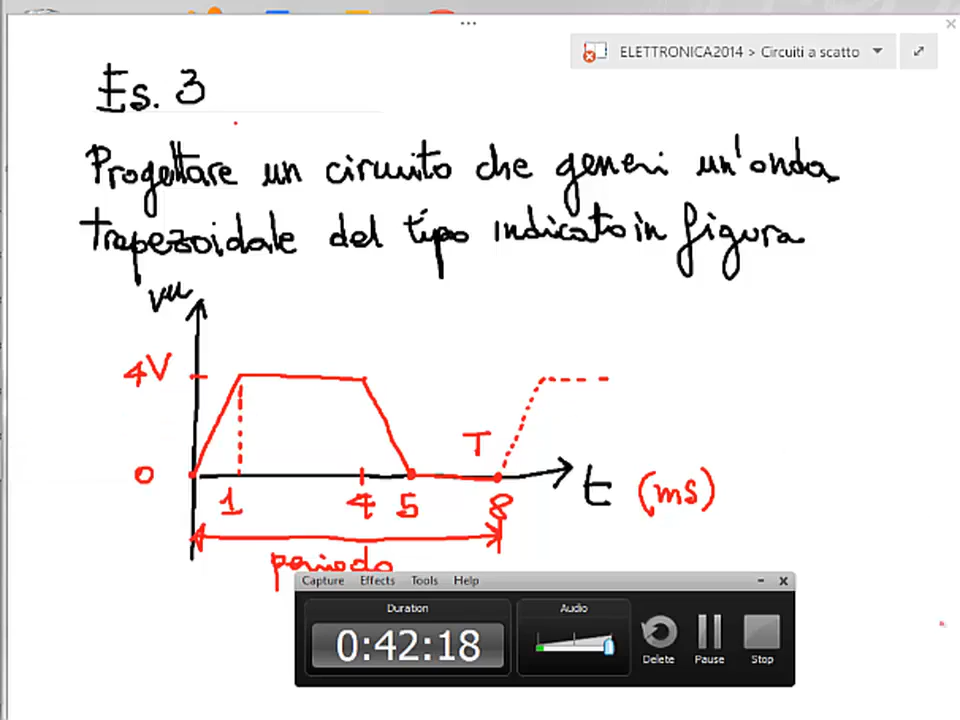 ELETTRONICA2014 > Circuiti a scatto
Es. 3
Progettare un circuito che generi un'onda
trapezoidale del tipo indicato in figura
vu
4V
T
0
1 4 5 8 t (ms)
periodo
Capture Effects Tools Help
Duration Audio
0:42:18
Delete Pause Stop